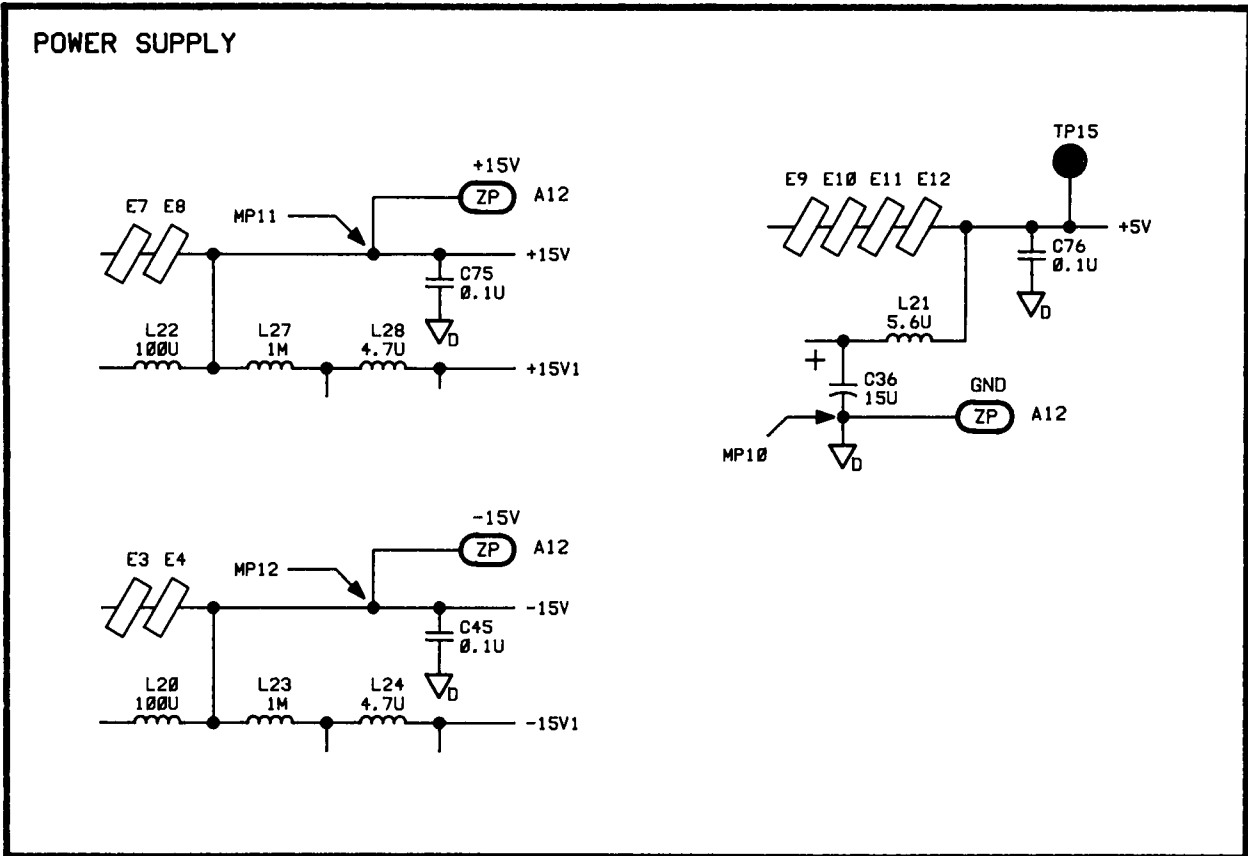 POWER SUPPLY
+15V
ZP A12
E7 E8
MP11
+15V
C75
0.1U
D
L22
100U
L27
1M
L28
4.7U
+15V1
-15V
ZP A12
E3 E4
MP12
-15V
C45
0.1U
D
L20
100U
L23
1M
L24
4.7U
-15V1
TP15
E9 E10 E11 E12
+5V
C76
0.1U
D
L21
5.6U
+
C36
15U
GND
ZP A12
MP10
D